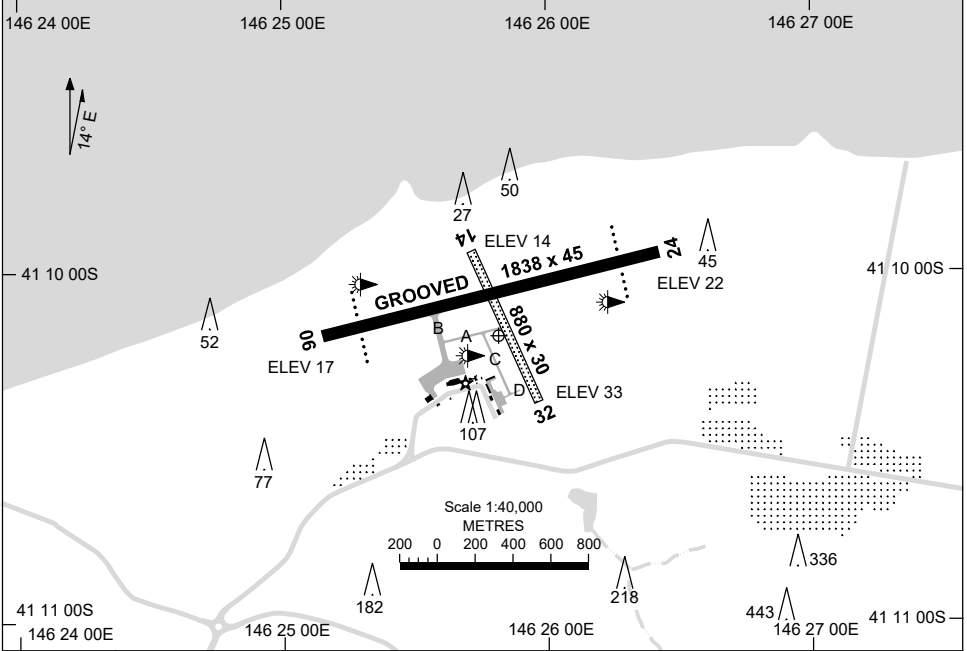 146 24 00E
146 25 00E
146 26 00E
146 27 00E
14° E
50
27
14
ELEV 14
24
45
1838 x 45
GROOVED
41 10 00S
41 10 00S
ELEV 22
52
06
B
A
880 x 30
ELEV 17
C
D
ELEV 33
32
107
77
Scale 1:40,000
METRES
200 0 200 400 600 800
336
182
218
443
41 11 00S
41 11 00S
146 24 00E
146 25 00E
146 26 00E
146 27 00E